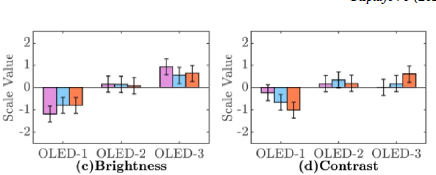 2
1
0
-1
-2
Scale Value
OLED-1 OLED-2 OLED-3
(c)Brightness
2
1
0
-1
-2
Scale Value
OLED-1 OLED-2 OLED-3
(d)Contrast